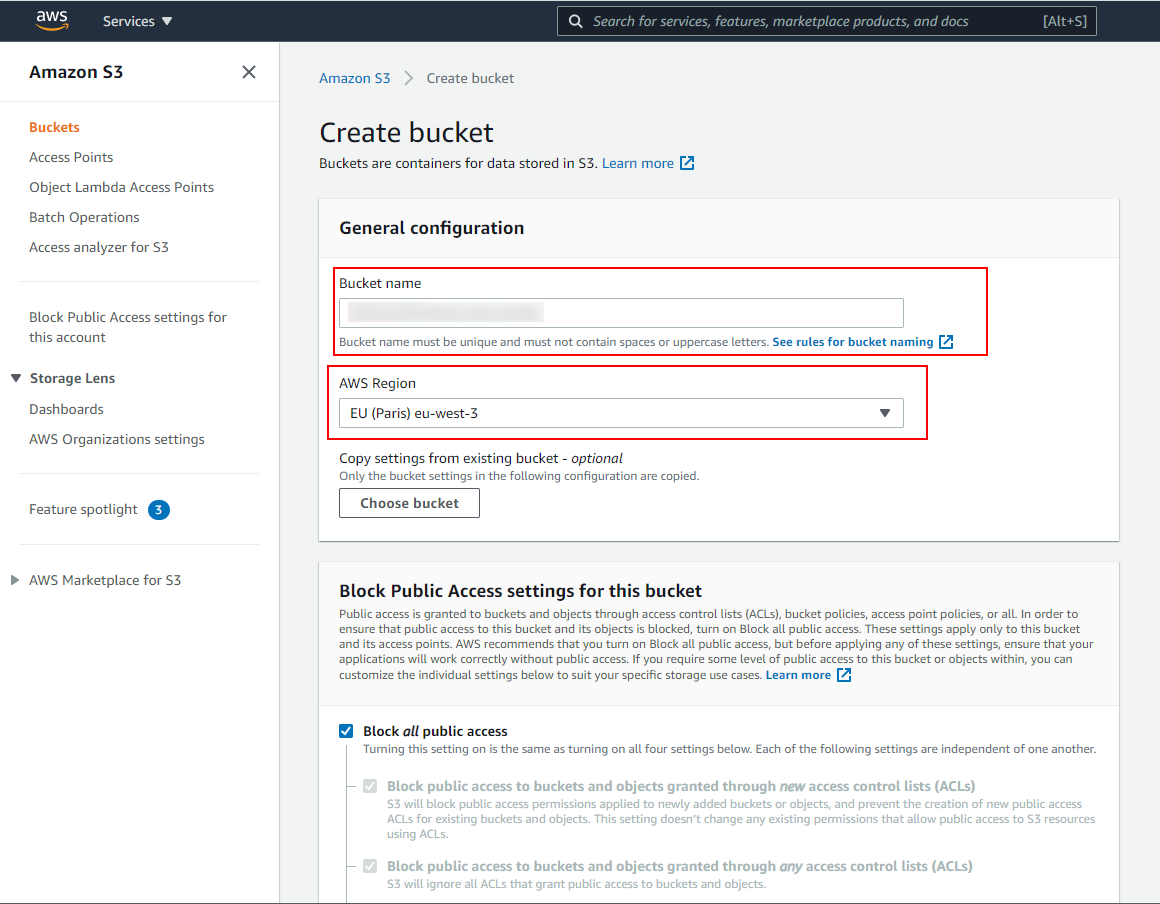 aws
Services
Search for services, features, marketplace products, and docs
[Alt+S]
Amazon S3
Buckets
Access Points
Object Lambda Access Points
Batch Operations
Access analyzer for S3
Block Public Access settings for
this account
Storage Lens
Dashboards
AWS Organizations settings
Feature spotlight 3
AWS Marketplace for S3
Amazon S3 Create bucket
Create bucket
Buckets are containers for data stored in S3. Learn more
General configuration
Bucket name
Bucket name must be unique and must not contain spaces or uppercase letters. See rules for bucket naming
AWS Region
EU (Paris) eu-west-3
Copy settings from existing bucket - optional
Only the bucket settings in the following configuration are copied.
Choose bucket
Block Public Access settings for this bucket
Public access is granted to buckets and objects through access control lists (ACLs), bucket policies, access point policies, or all. In order to
ensure that public access to this bucket and its objects is blocked, turn on Block all public access. These settings apply only to this bucket
and its access points. AWS recommends that you turn on Block all public access, but before applying any of these settings, ensure that your
applications will work correctly without public access. If you require some level of public access to this bucket or objects within, you can
customize the individual settings below to suit your specific storage use cases. Learn more
Block all public access
Turning this setting on is the same as turning on all four settings below. Each of the following settings are independent of one another.
Block public access to buckets and objects granted through new access control lists (ACLs)
S3 will block public access permissions applied to newly added buckets or objects, and prevent the creation of new public access
ACLs for existing buckets and objects. This setting doesn't change any existing permissions that allow public access to S3 resources
using ACLs.
Block public access to buckets and objects granted through any access control lists (ACLs)
S3 will ignore all ACLs that grant public access to buckets and objects.